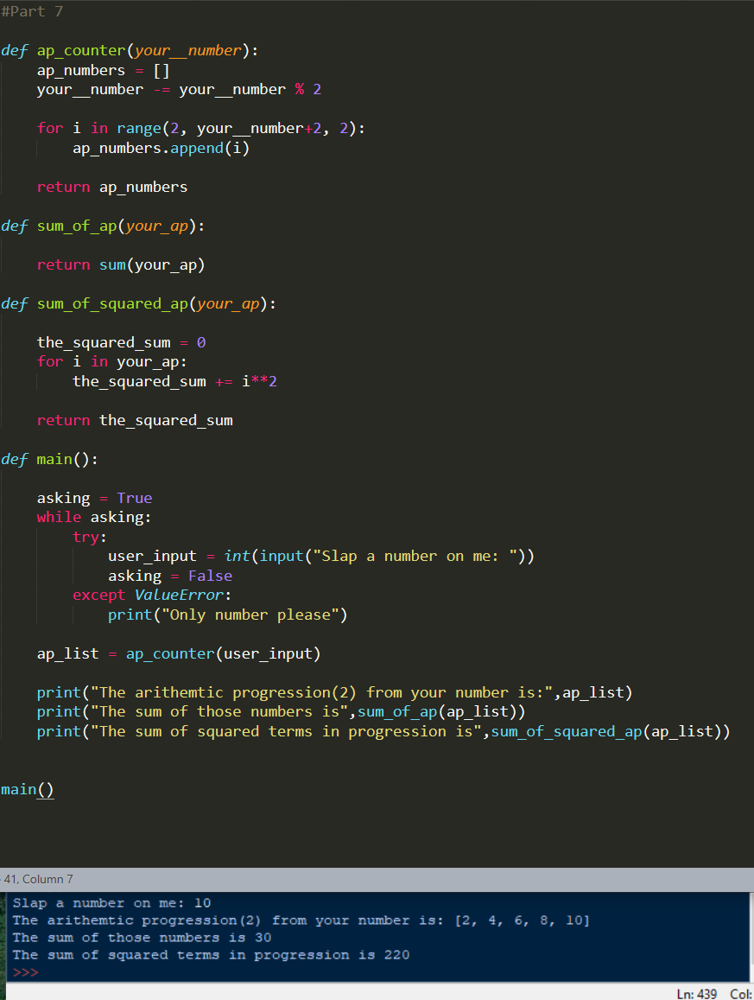 #Part 7
def ap_counter(your__number):
ap_numbers = []
your__number -= your__number % 2
for i in range(2, your__number+2, 2):
ap_numbers.append(i)
return ap_numbers
def sum_of_ap(your_ap):
return sum(your_ap)
def sum_of_squared_ap(your_ap):
the_squared_sum = 0
for i in your_ap:
the_squared_sum += i**2
return the_squared_sum
def main():
asking = True
while asking:
try:
user_input = int(input("Slap a number on me: "))
asking = False
except ValueError:
print("Only number please")
ap_list = ap_counter(user_input)
print("The arithemtic progression(2) from your number is:",ap_list)
print("The sum of those numbers is",sum_of_ap(ap_list))
print("The sum of squared terms in progression is",sum_of_squared_ap(ap_list))
main()
41, Column 7
Slap a number on me: 10
The arithemtic progression(2) from your number is: [2, 4, 6, 8, 10]
The sum of those numbers is 30
The sum of squared terms in progression is 220
>>>
Ln: 439 Col: